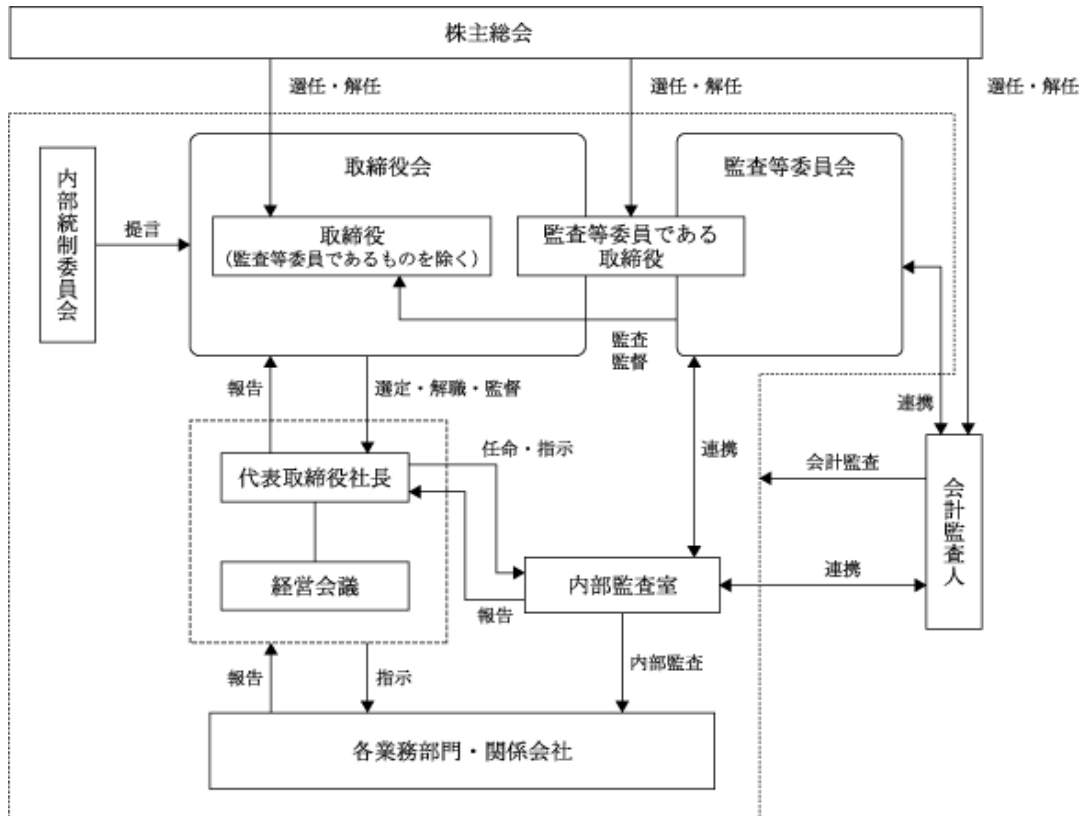 株主総会
選任・解任
選任・解任
選任・解任
内部統制委員会
提言
取締役会
監査等委員会
取締役
(監査等委員であるものを除く)
監査等委員である
取締役
監査
監督
報告
選定・解職・監督
連携
連携
代表取締役社長
任命・指示
会計監査
会計監査人
経営会議
内部監査室
連携
報告
報告
指示
内部監査
各業務部門・関係会社